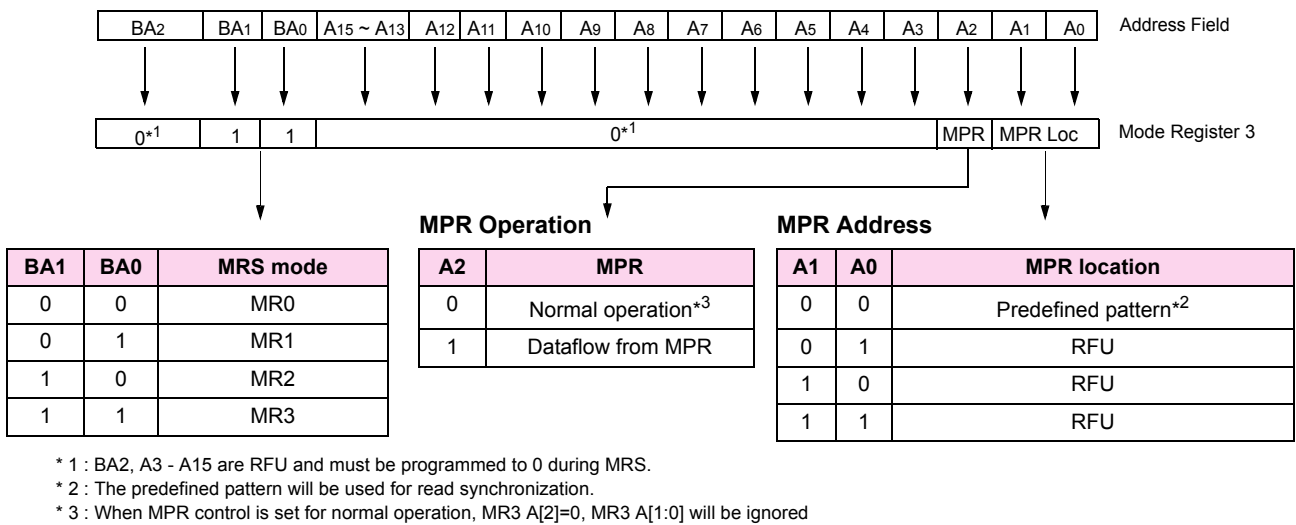 BA2 BA1 BA0 A15 ~ A13 A12 A11 A10 A9 A8 A7 A6 A5 A4 A3 A2 A1 A0 Address Field
0*1 1 1 0*1 MPR MPR Loc Mode Register 3
MPR Operation
MPR Address
BA1 BA0 MRS mode
0 0 MR0
0 1 MR1
1 0 MR2
1 1 MR3
A2 MPR
0 Normal operation*3
1 Dataflow from MPR
A1 A0 MPR location
0 0 Predefined pattern*2
0 1 RFU
1 0 RFU
1 1 RFU
* 1 : BA2, A3 - A15 are RFU and must be programmed to 0 during MRS.
* 2 : The predefined pattern will be used for read synchronization.
* 3 : When MPR control is set for normal operation, MR3 A[2]=0, MR3 A[1:0] will be ignored